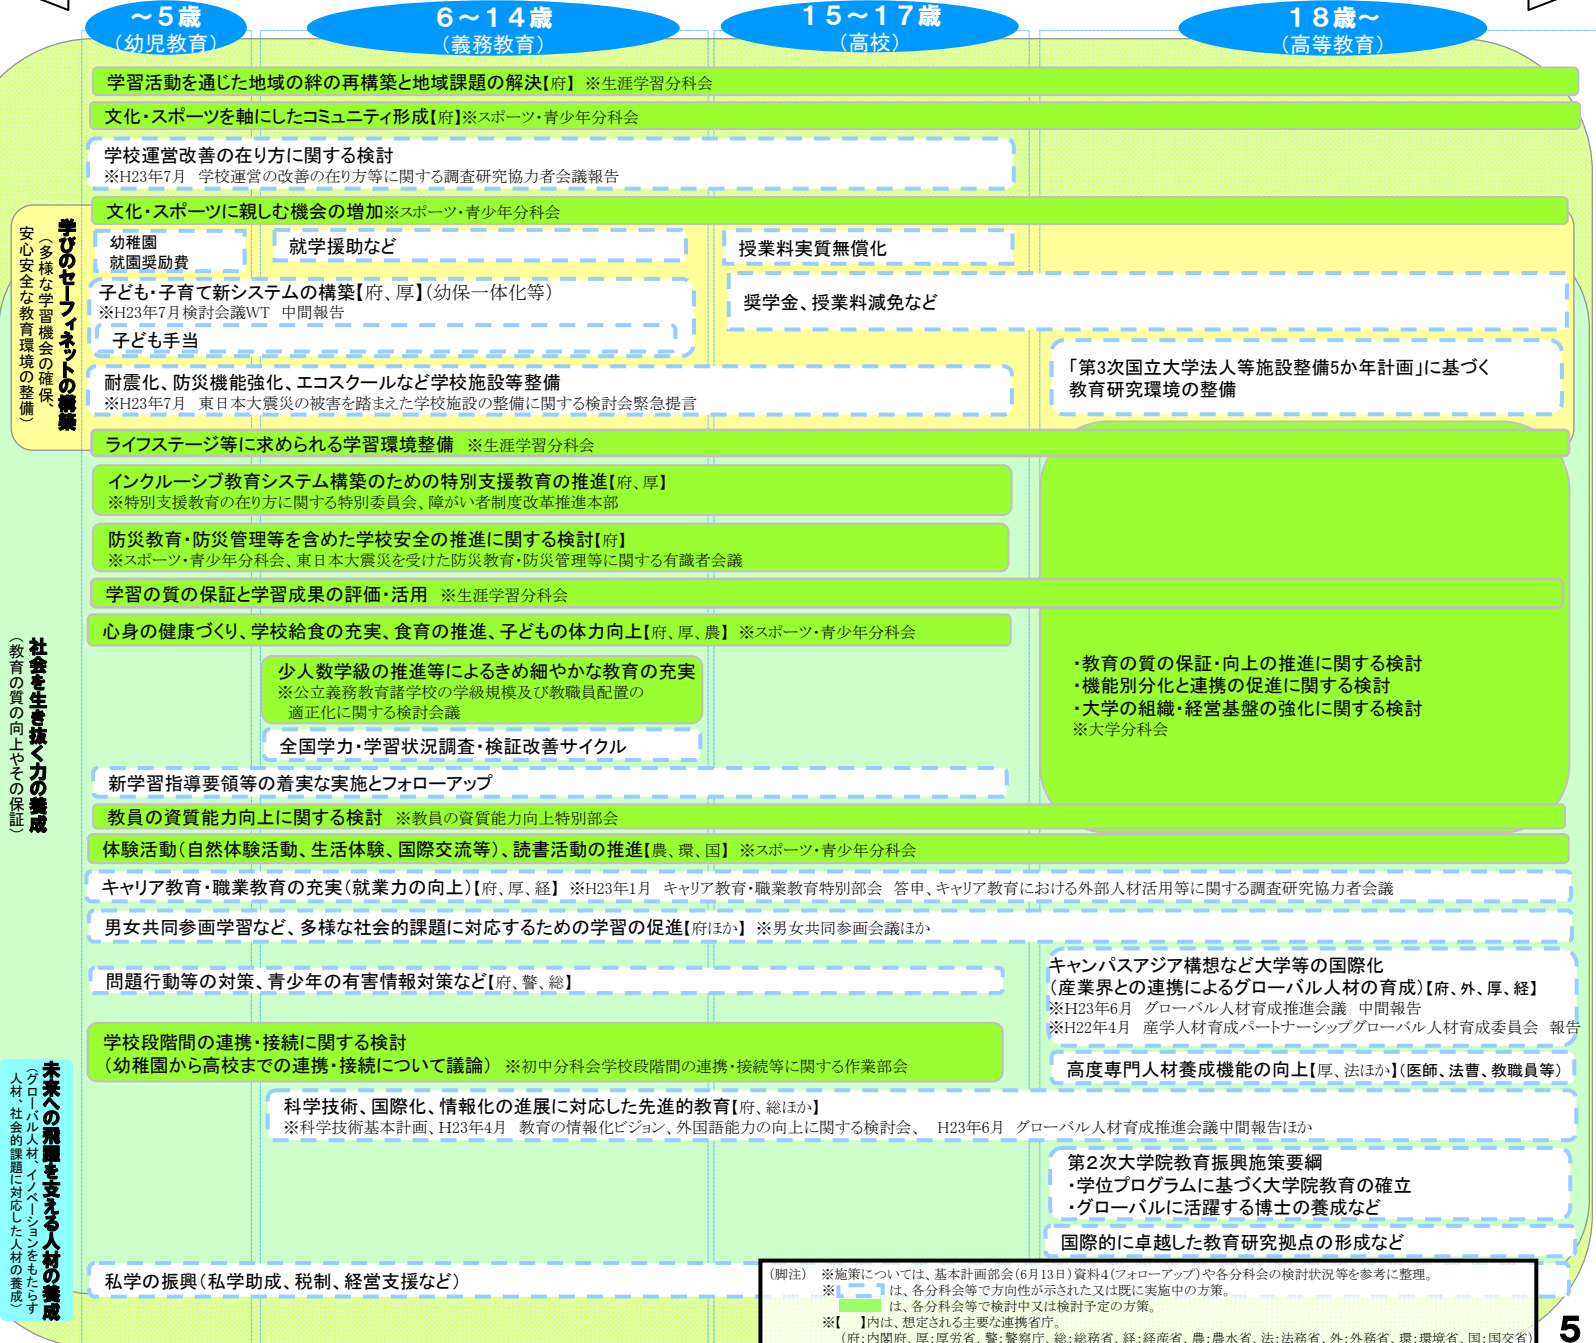 ～５歳
（幼児教育）
６～１４歳
（義務教育）
１５～１７歳
（高校）
１８歳～
（高等教育）
学習活動を通じた地域の絆の再構築と地域課題の解決【府】 ※生涯学習分科会
文化・スポーツを軸にしたコミュニティ形成【府】※スポーツ・青少年分科会
学校運営改善の在り方に関する検討
※H23年7月 学校運営の改善の在り方等に関する調査研究協力者会議報告
文化・スポーツに親しむ機会の増加※スポーツ・青少年分科会
学びのセーフティネットの構築
（多様な学習機会の確保、
安心安全な教育環境の整備）
幼稚園
就園奨励費
就学援助など
授業料実質無償化
子ども・子育て新システムの構築【府、厚】（幼保一体化等）
※H23年7月検討会議WT 中間報告
子ども手当
奨学金、授業料減免など
耐震化、防災機能強化、エコスクールなど学校施設等整備
※H23年7月 東日本大震災の被害を踏まえた学校施設の整備に関する検討会緊急提言
「第3次国立大学法人等施設整備5か年計画」に基づく
教育研究環境の整備
ライフステージ等に求められる学習環境整備 ※生涯学習分科会
インクルーシブ教育システム構築のための特別支援教育の推進【府、厚】
※特別支援教育の在り方に関する特別委員会、障がい者制度改革推進本部
防災教育・防災管理等を含めた学校安全の推進に関する検討【府】
※スポーツ・青少年分科会、東日本大震災を受けた防災教育・防災管理等に関する有識者会議
学習の質の保証と学習成果の評価・活用 ※生涯学習分科会
心身の健康づくり、学校給食の充実、食育の推進、子どもの体力向上【府、厚、農】 ※スポーツ・青少年分科会
社会を生き抜く力の養成
（教育の質の向上やその保証）
少人数学級の推進等によるきめ細やかな教育の充実
※公立義務教育諸学校の学級規模及び教職員配置の
適正化に関する検討会議
・教育の質の保証・向上の推進に関する検討
・機能別分化と連携の促進に関する検討
・大学の組織・経営基盤の強化に関する検討
※大学分科会
全国学力・学習状況調査・検証改善サイクル
新学習指導要領等の着実な実施とフォローアップ
教員の資質能力向上に関する検討 ※教員の資質能力向上特別部会
体験活動（自然体験活動、生活体験、国際交流等）、読書活動の推進【農、環、国】 ※スポーツ・青少年分科会
キャリア教育・職業教育の充実（就業力の向上）【府、厚、経】 ※H23年1月 キャリア教育・職業教育特別部会 答申、キャリア教育における外部人材活用等に関する調査研究協力者会議
男女共同参画学習など、多様な社会的課題に対応するための学習の促進【府ほか】 ※男女共同参画会議ほか
問題行動等の対策、青少年の有害情報対策など【府、警、総】
キャンパスアジア構想など大学等の国際化
（産業界との連携によるグローバル人材の育成）【府、外、厚、経】
※H23年6月 グローバル人材育成推進会議 中間報告
※H22年4月 産学人材育成パートナーシップグローバル人材育成委員会 報告
学校段階間の連携・接続に関する検討
（幼稚園から高校までの連携・接続について議論） ※初中分科会学校段階間の連携・接続等に関する作業部会
高度専門人材養成機能の向上【厚、法ほか】（医師、法曹、教職員等）
未来への飛躍を支える人材の養成
（グローバル人材、イノベーションをもたらす
人材、社会的課題に対応した人材の養成）
科学技術、国際化、情報化の進展に対応した先進的教育【府、総ほか】
※科学技術基本計画、H23年4月 教育の情報化ビジョン、外国語能力の向上に関する検討会、 H23年6月 グローバル人材育成推進会議中間報告ほか
第2次大学院教育振興施策要綱
・学位プログラムに基づく大学院教育の確立
・グローバルに活躍する博士の養成など
国際的に卓越した教育研究拠点の形成など
私学の振興（私学助成、税制、経営支援など）
（脚注） ※施策については、基本計画部会（6月13日）資料4（フォローアップ）や各分科会の検討状況等を参考に整理。
※ は、各分科会等で方向性が示された又は既に実施中の方策。
は、各分科会等で検討中又は検討予定の方策。
※【 】内は、想定される主要な連携省庁。
（府：内閣府、厚：厚労省、警：警察庁、総：総務省、経：経産省、農：農水省、法：法務省、外：外務省、環：環境省、国：国交省）
5